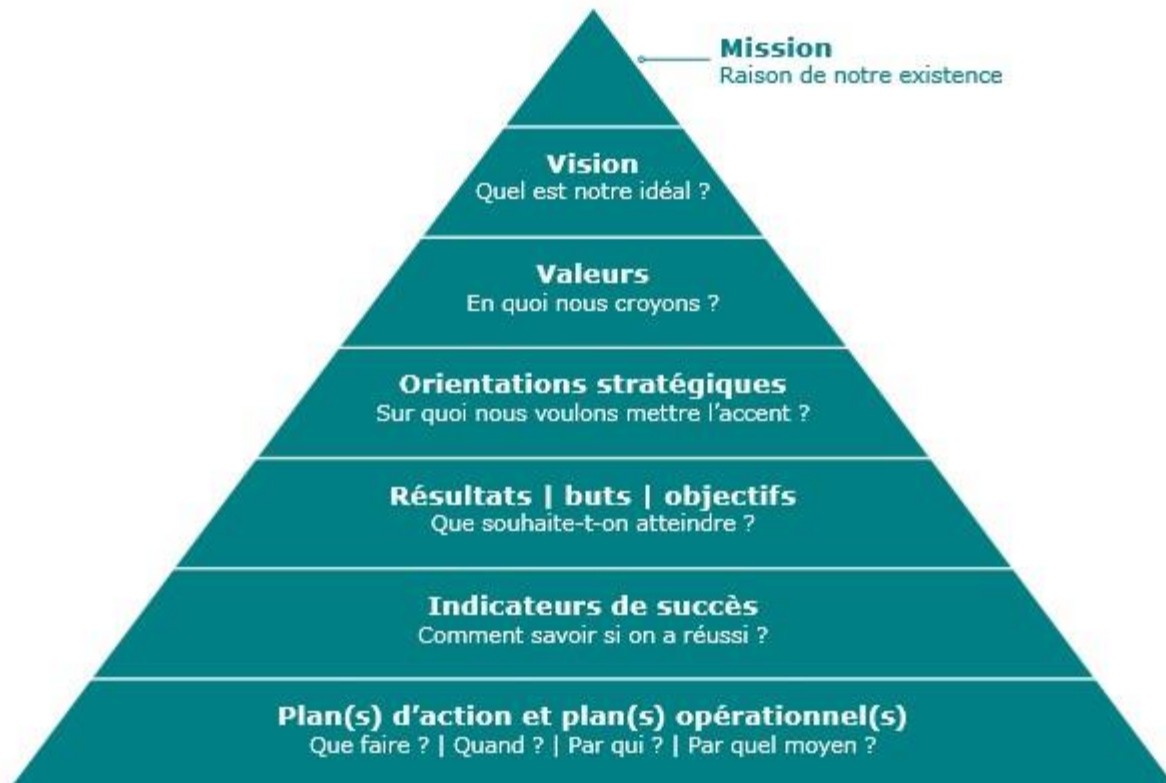 Mission
Raison de notre existence
Vision
Quel est notre idéal ?
Valeurs
En quoi nous croyons ?
Orientations stratégiques
Sur quoi nous voulons mettre l’accent ?
Résultats | buts | objectifs
Que souhaite-t-on atteindre ?
Indicateurs de succès
Comment savoir si on a réussi ?
Plan(s) d’action et plan(s) opérationnel(s)
Que faire ? | Quand ? | Par qui ? | Par quel moyen ?